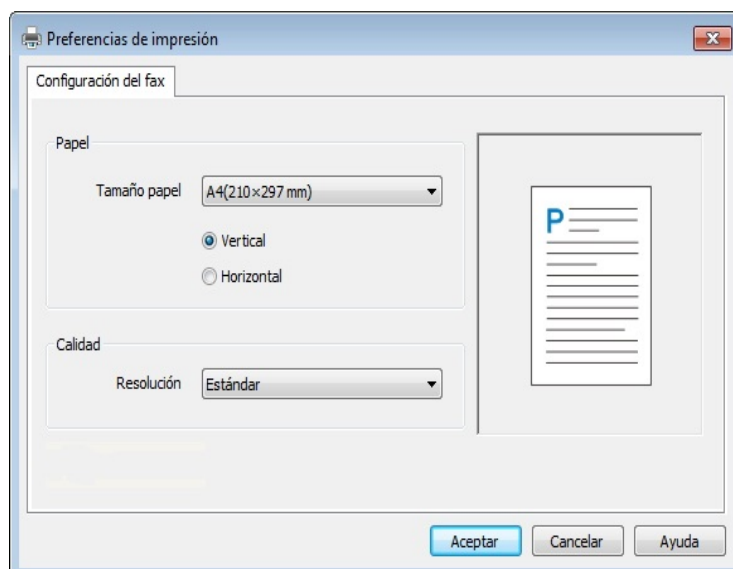 Preferencias de impresión
Configuración del fax
Papel
Tamaño papel A4(210×297 mm)
Vertical
Horizontal
P
Calidad
Resolución Estándar
Aceptar Cancelar Ayuda